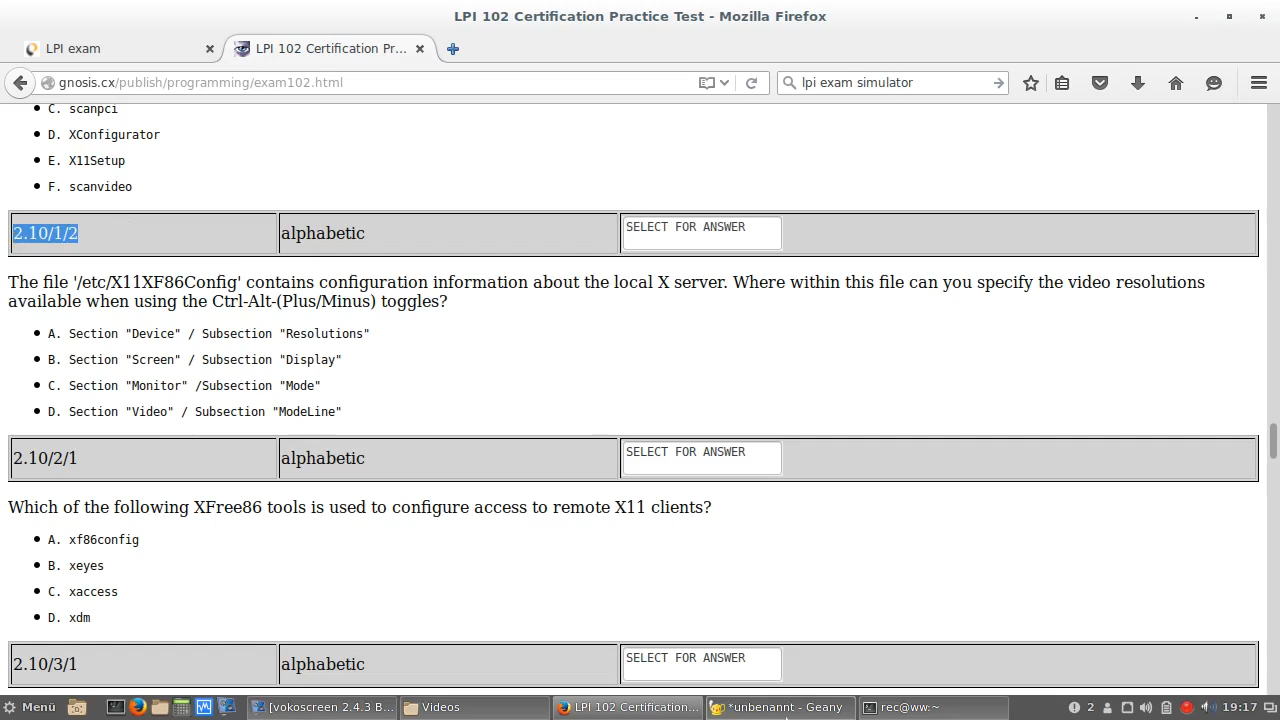 LPI 102 Certification Practice Test - Mozilla Firefox
LPI exam
LPI 102 Certification Pr...
gnosis.cx/publish/programming/exam102.html
lpi exam simulator
C. scanpci
D. XConfigurator
E. X11Setup
F. scanvideo
2.10/1/2 alphabetic SELECT FOR ANSWER
The file '/etc/X11XF86Config' contains configuration information about the local X server. Where within this file can you specify the video resolutions
available when using the Ctrl-Alt-(Plus/Minus) toggles?
A. Section "Device" / Subsection "Resolutions"
B. Section "Screen" / Subsection "Display"
C. Section "Monitor" /Subsection "Mode"
D. Section "Video" / Subsection "ModeLine"
2.10/2/1 alphabetic SELECT FOR ANSWER
Which of the following XFree86 tools is used to configure access to remote X11 clients?
A. xf86config
B. xeyes
C. xaccess
D. xdm
2.10/3/1 alphabetic SELECT FOR ANSWER
Menü [vokoscreen 2.4.3 B... Videos LPI 102 Certification... *unbenannt - Geany rec@ww:~ 2 19:17